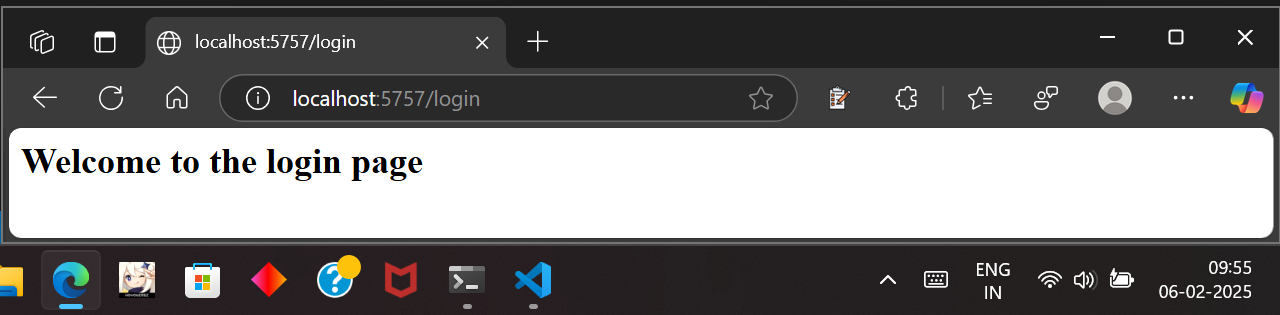 localhost:5757/login
localhost:5757/login
Welcome to the login page
ENG
IN
09:55
06-02-2025